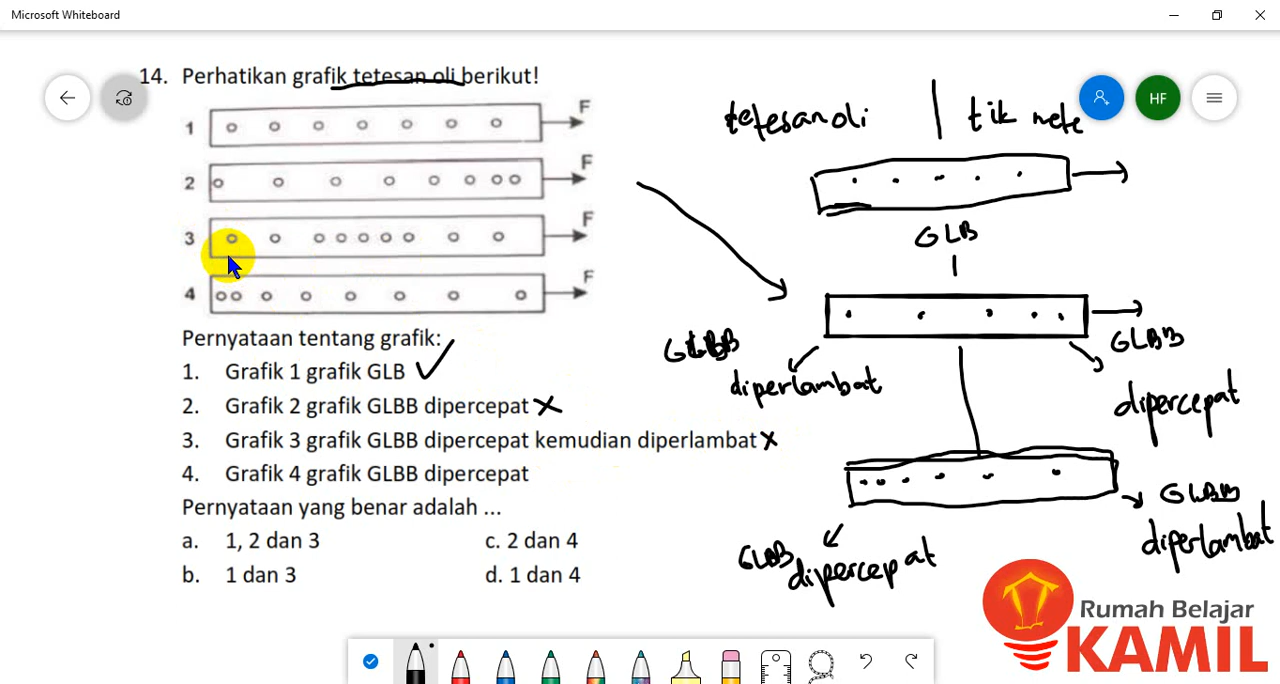 Microsoft Whiteboard
14. Perhatikan grafik tetesan oli berikut!
1
F
2
F
3
F
4
F
Pernyataan tentang grafik:
1. Grafik 1 grafik GLB
2. Grafik 2 grafik GLBB dipercepat
3. Grafik 3 grafik GLBB dipercepat kemudian diperlambat
4. Grafik 4 grafik GLBB dipercepat
Pernyataan yang benar adalah ...
a. 1, 2 dan 3 c. 2 dan 4
b. 1 dan 3 d. 1 dan 4
tetesan oli | tik mete
HF
GLB
GLBB
diperlambat
GLBB
dipercepat
GLBB
dipercepat
GLBB
diperlambat
Rumah Belajar
KAMIL